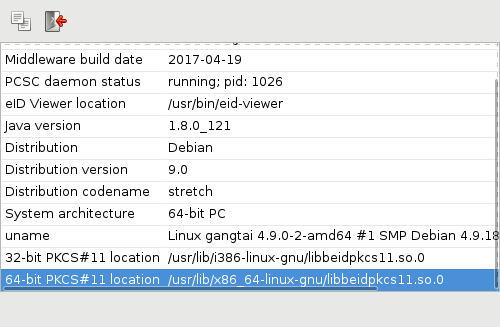 Middleware build date 2017-04-19
PCSC daemon status running; pid: 1026
eID Viewer location /usr/bin/eid-viewer
Java version 1.8.0_121
Distribution Debian
Distribution version 9.0
Distribution codename stretch
System architecture 64-bit PC
uname Linux gangtai 4.9.0-2-amd64 #1 SMP Debian 4.9.18
32-bit PKCS#11 location /usr/lib/i386-linux-gnu/libbeidpkcs11.so.0
64-bit PKCS#11 location /usr/lib/x86_64-linux-gnu/libbeidpkcs11.so.0